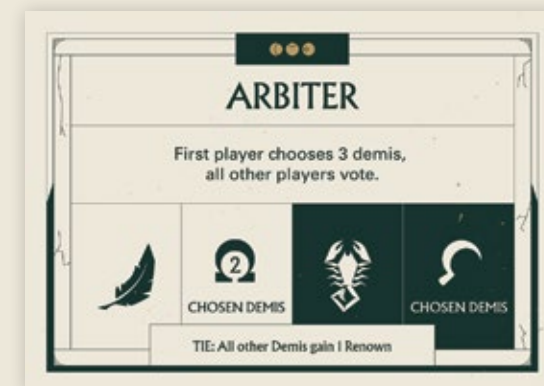 ARBITER
First player chooses 3 demis,
all other players vote.
2
CHOSEN DEMIS
CHOSEN DEMIS
TIE: All other Demis gain 1 Renown